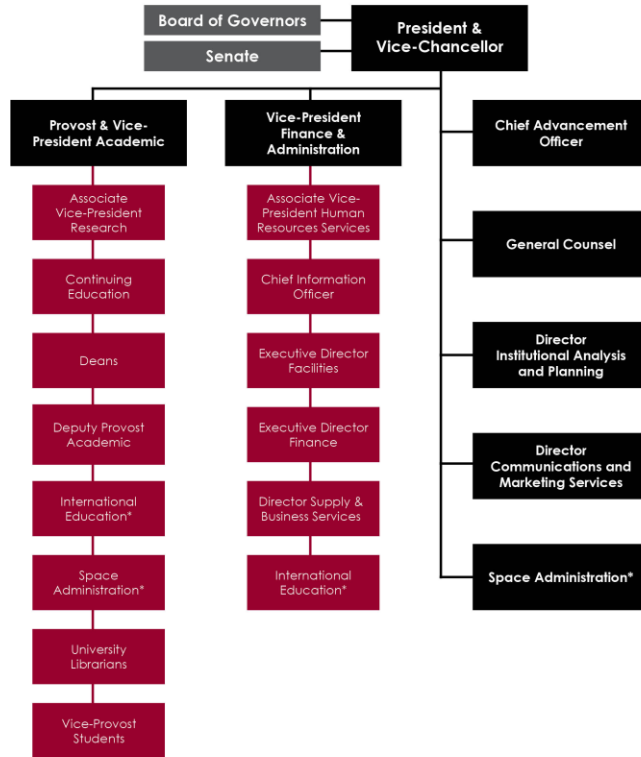 Board of Governors
Senate
President &
Vice-Chancellor
Provost & Vice-
President Academic
Associate
Vice-President
Research
Continuing
Education
Deans
Deputy Provost
Academic
International
Education*
Space
Administration*
University
Librarians
Vice-Provost
Students
Vice-President
Finance &
Administration
Associate Vice-
President Human
Resources Services
Chief Information
Officer
Executive Director
Facilities
Executive Director
Finance
Director Supply &
Business Services
International
Education*
Chief Advancement
Officer
General Counsel
Director
Institutional Analysis
and Planning
Director
Communications and
Marketing Services
Space Administration*